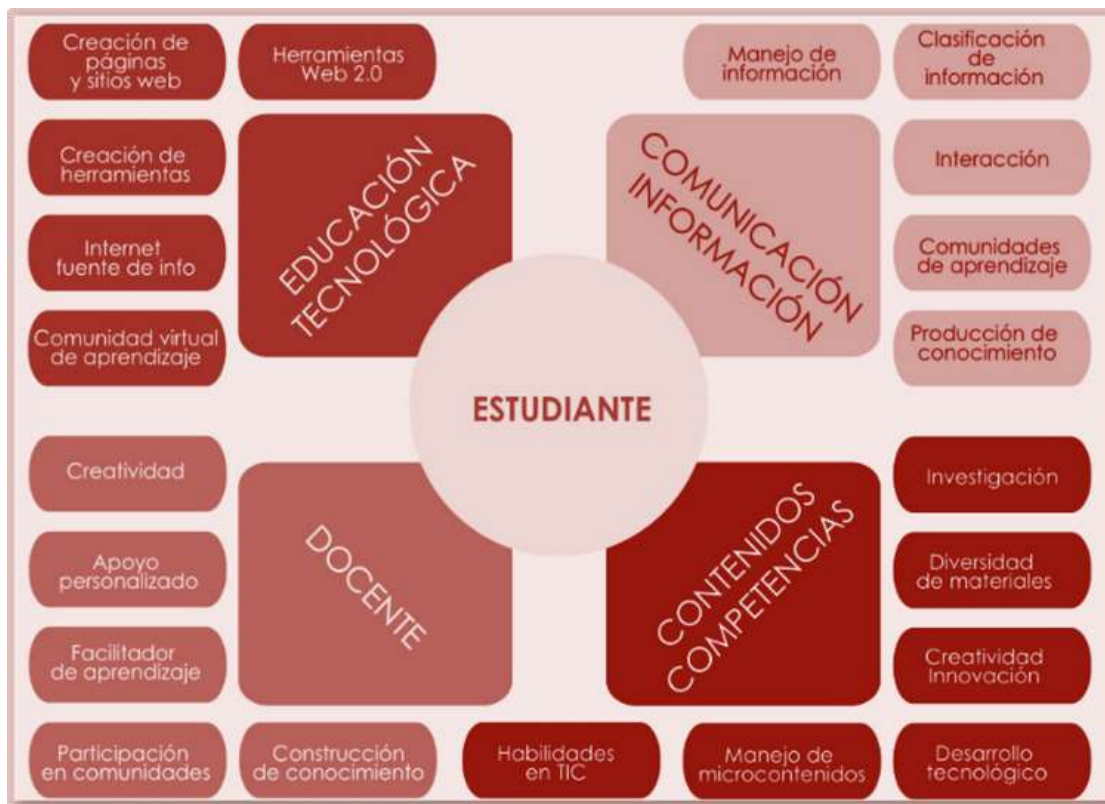 Creación de
páginas
y sitios web
Herramientas
Web 2.0
Manejo de
información
Clasificación
de
información
Creación de
herramientas
EDUCACIÓN
TECNOLÓGICA
COMUNICACIÓN
INFORMACIÓN
Interacción
Internet
fuente de info
Comunidades
de aprendizaje
Comunidad virtual
de aprendizaje
Producción de
conocimiento
ESTUDIANTE
Creatividad
Investigación
Apoyo
personalizado
DOCENTE
CONTENIDOS
COMPETENCIAS
Diversidad
de materiales
Facilitador
de aprendizaje
Creatividad
Innovación
Participación
en comunidades
Construcción
de conocimiento
Habilidades
en TIC
Manejo de
microcontenidos
Desarrollo
tecnológico